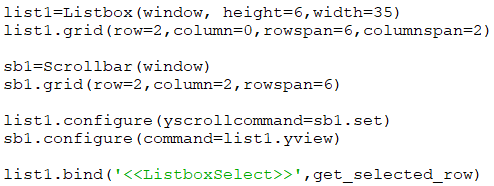 list1=Listbox(window, height=6,width=35)
list1.grid(row=2,column=0,rowspan=6,columnspan=2)
sb1=Scrollbar(window)
sb1.grid(row=2,column=2,rowspan=6)
list1.configure(yscrollcommand=sb1.set)
sb1.configure(command=list1.yview)
list1.bind('<<ListboxSelect>>',get_selected_row)